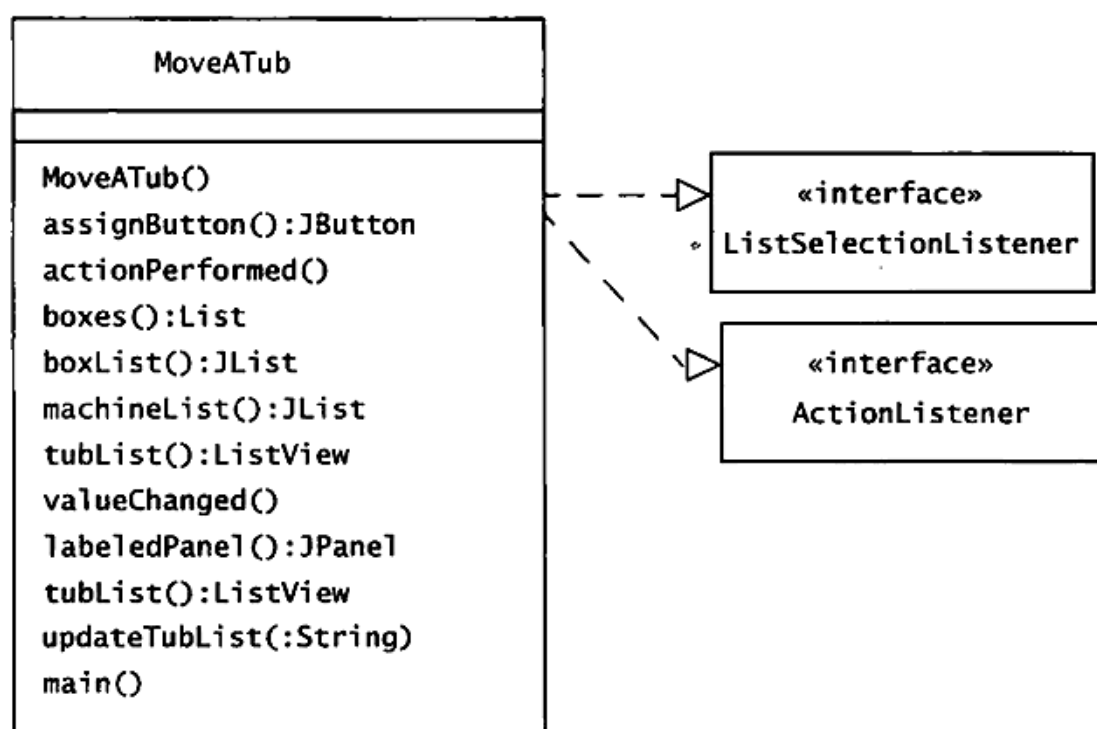 MoveATub
MoveATub()
assignButton():JButton
actionPerformed()
boxes():List
boxList():JList
machineList():JList
tubList():ListView
valueChanged()
labeledPanel():JPanel
tubList():ListView
updateTubList(:String)
main()
«interface»
ListSelectionListener
«interface»
ActionListener